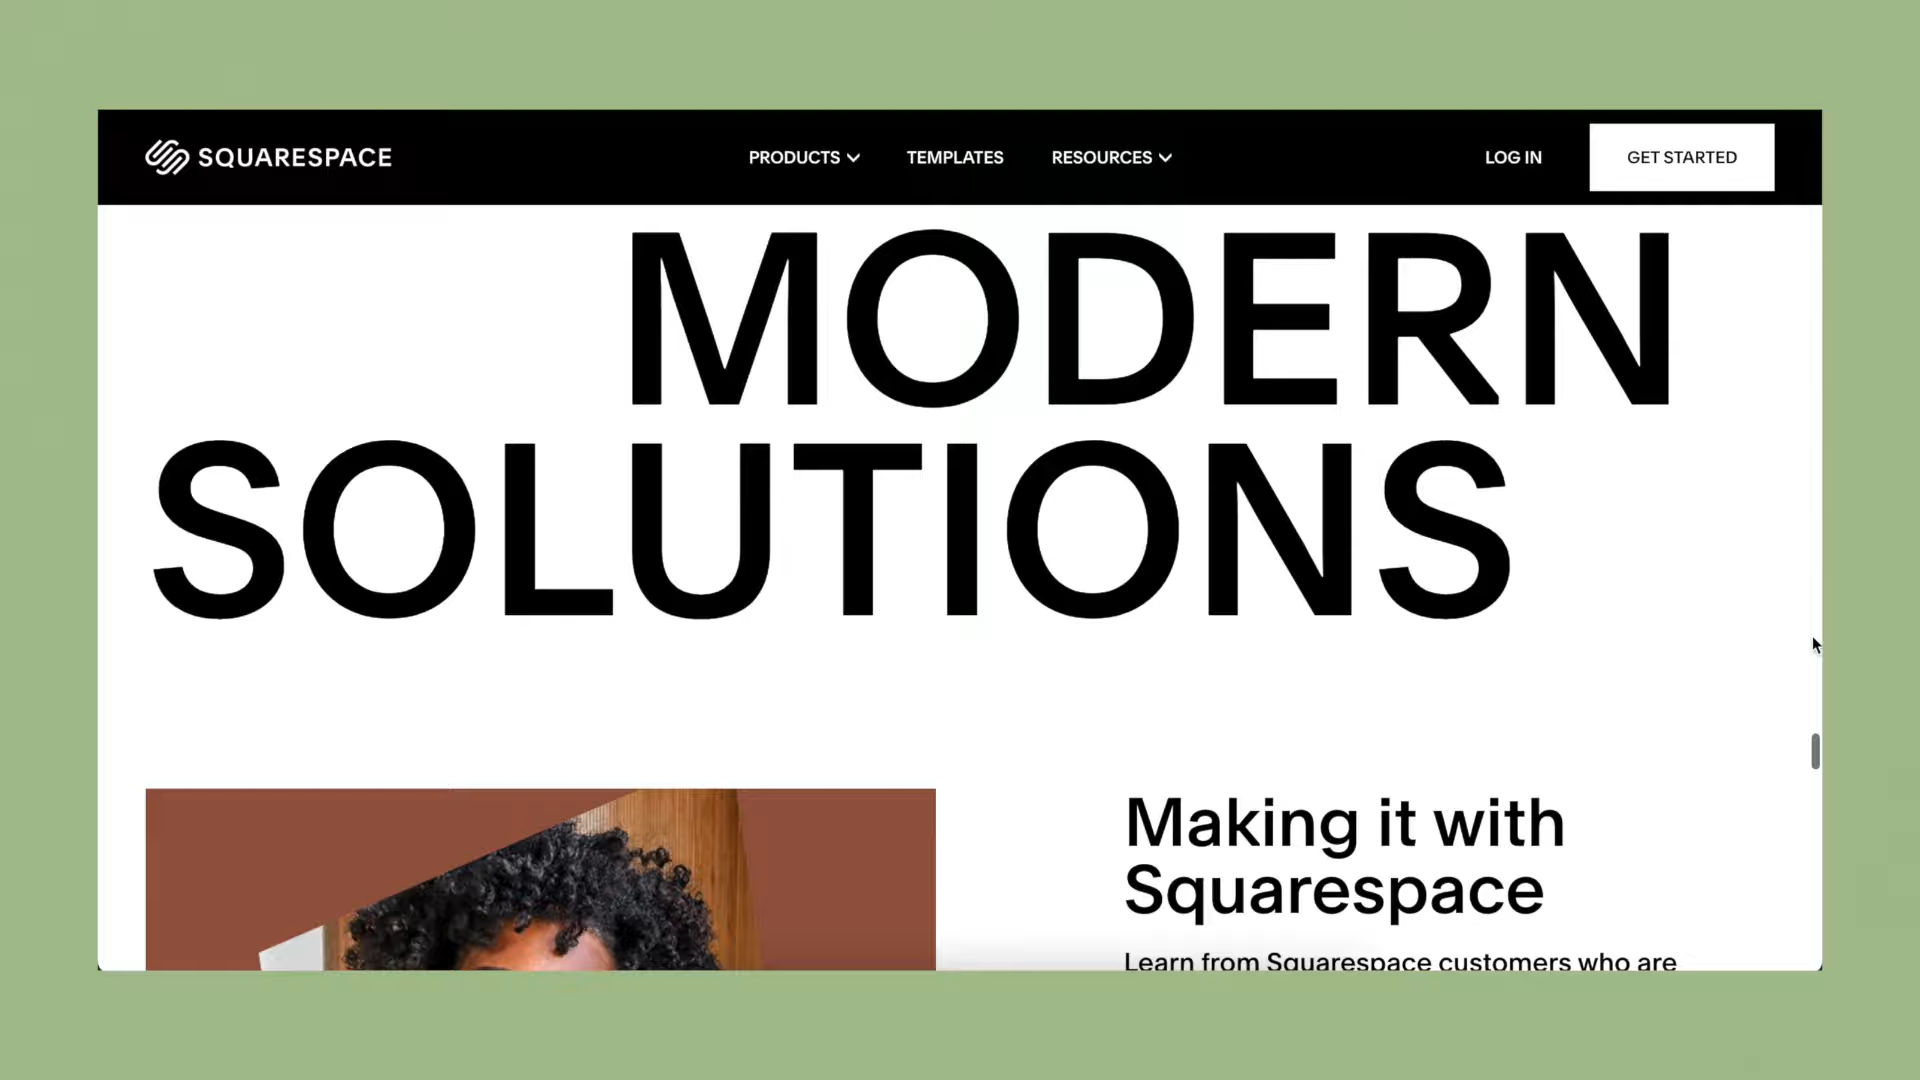 SQUARESPACE
PRODUCTS
TEMPLATES
RESOURCES
LOG IN
GET STARTED
MODERN
SOLUTIONS
Making it with
Squarespace
Learn from Squarespace customers who are